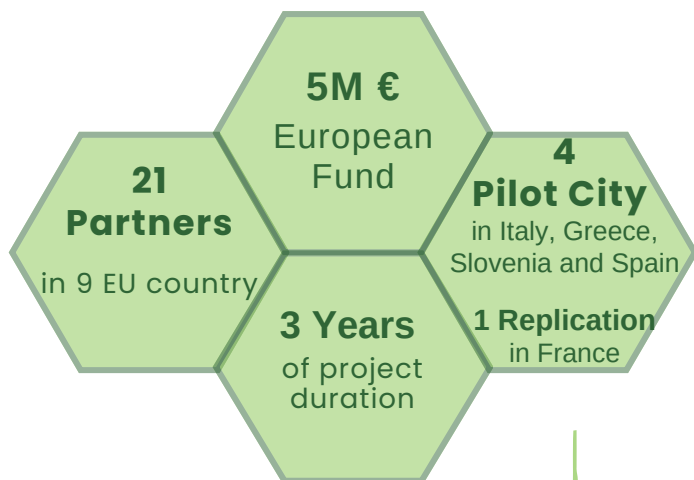 5M €
European
Fund
21
Partners
in 9 EU country
4
Pilot City
in Italy, Greece,
Slovenia and Spain
1 Replication
in France
3 Years
of project
duration